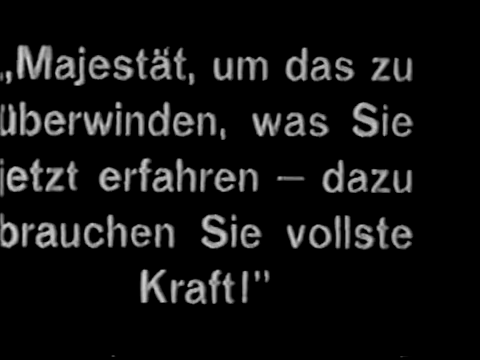 „Majestät, um das zu
überwinden, was Sie
jetzt erfahren — dazu
brauchen Sie vollste
Kraft!”